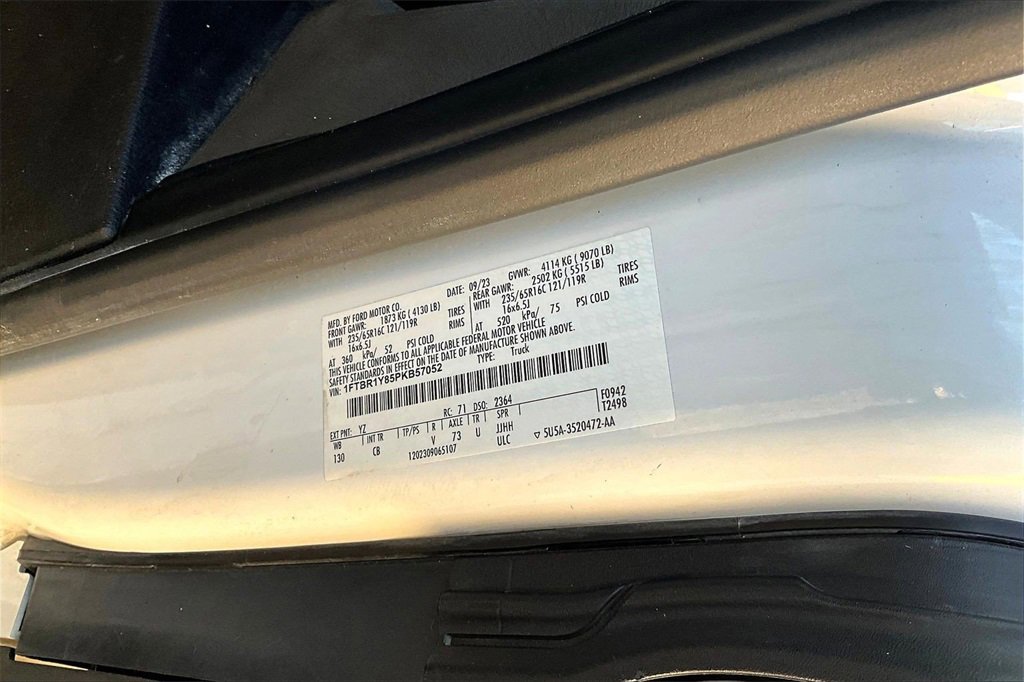 MFD. BY FORD MOTOR CO.
DATE: 09/23 GVWR: 4114 KG ( 9070 LB)
FRONT GAWR: 1873 KG ( 4130 LB) REAR GAWR: 2502 KG ( 5515 LB)
WITH 235/65R16C 121/119R TIRES WITH 235/65R16C 121/119R TIRES
16x6.5J RIMS 16x6.5J RIMS
AT 360 kPa/ 52 PSI COLD AT 520 kPa/ 75 PSI COLD
THIS VEHICLE CONFORMS TO ALL APPLICABLE FEDERAL MOTOR VEHICLE
SAFETY STANDARDS IN EFFECT ON THE DATE OF MANUFACTURE SHOWN ABOVE.
VIN: 1FTBR1Y85PKB57052 TYPE: Truck
EXT PNT: YZ RC: 71 DSO: 2364 F0942
WB INT TR TP/PS R AXLE TR SPR T2498
130 CB V 73 U JJHH
1202309065107 ULC ▽ 5U5A-3520472-AA